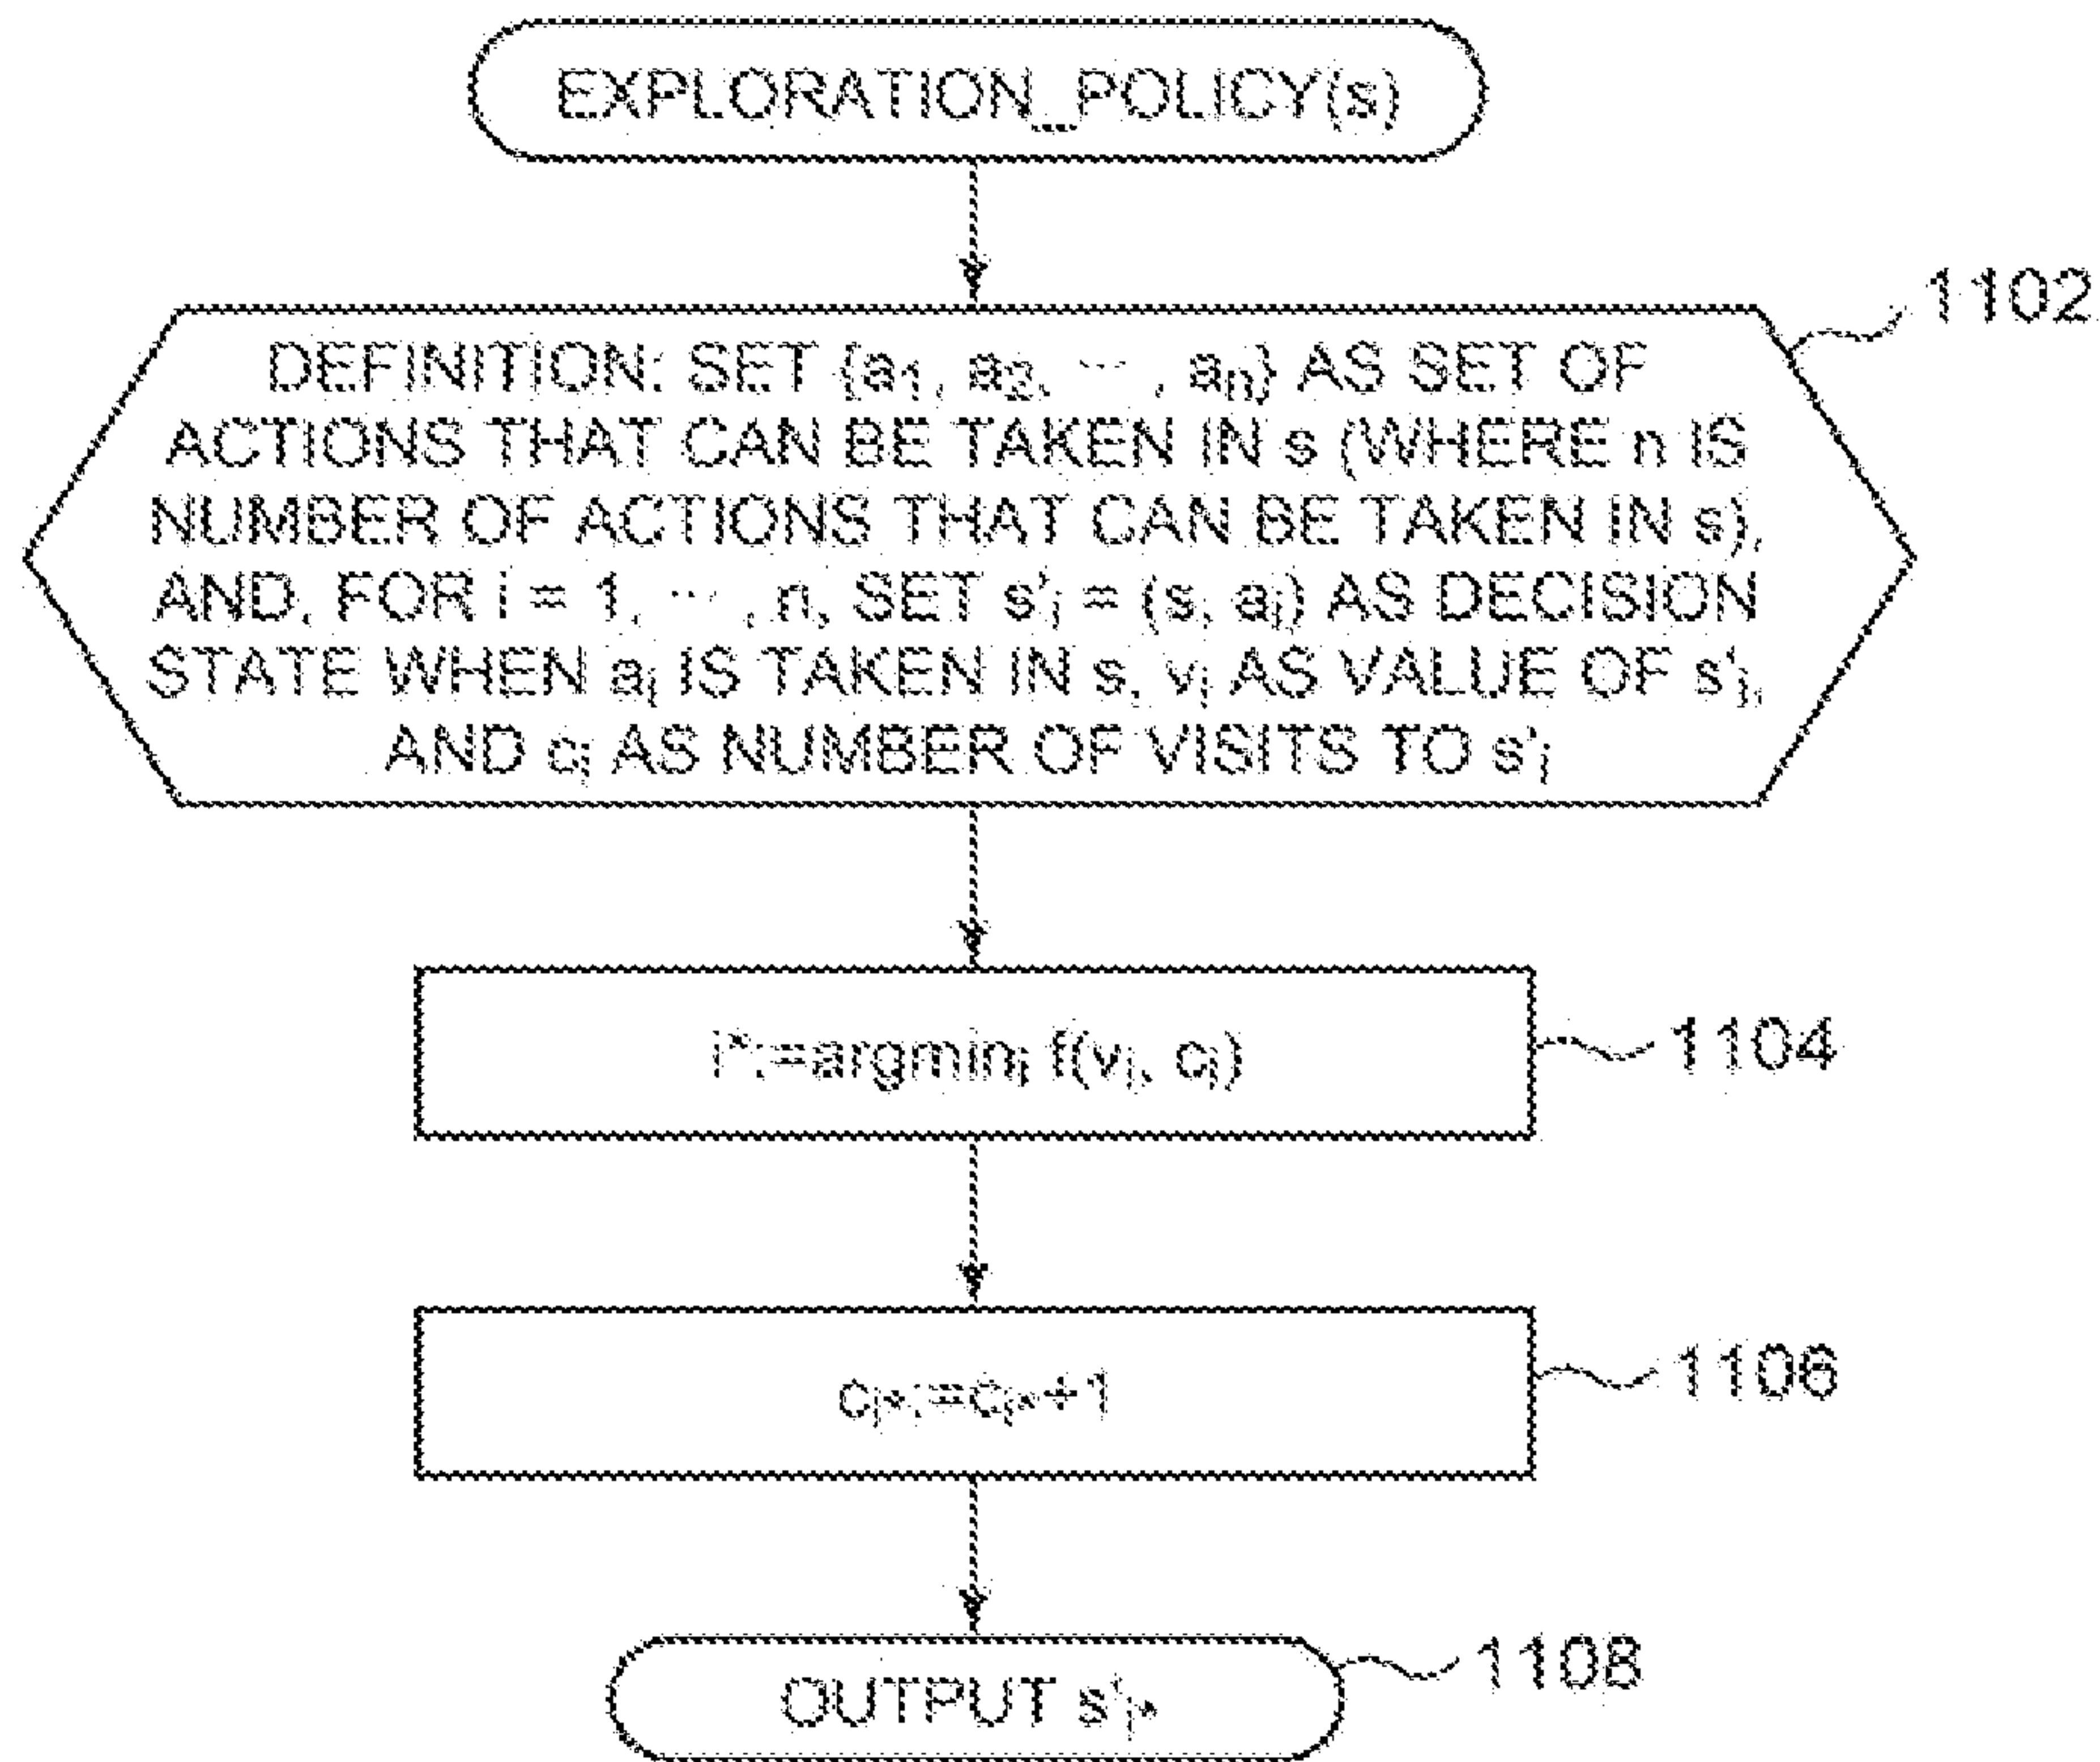 EXPLORATION_POLICY(s)
1102
DEFINITION: SET {a₁, a₂, ··· , aₙ} AS SET OF
ACTIONS THAT CAN BE TAKEN IN s (WHERE n IS
NUMBER OF ACTIONS THAT CAN BE TAKEN IN s),
AND, FOR i = 1, ··· , n, SET s'ᵢ = (s, aᵢ) AS DECISION
STATE WHEN aᵢ IS TAKEN IN s, vᵢ AS VALUE OF s'ᵢ,
AND cᵢ AS NUMBER OF VISITS TO s'ᵢ
i*:=argminᵢ f(vᵢ, cᵢ)
1104
cᵢ*:=cᵢ*+1
1106
OUTPUT s'ᵢ*
1108